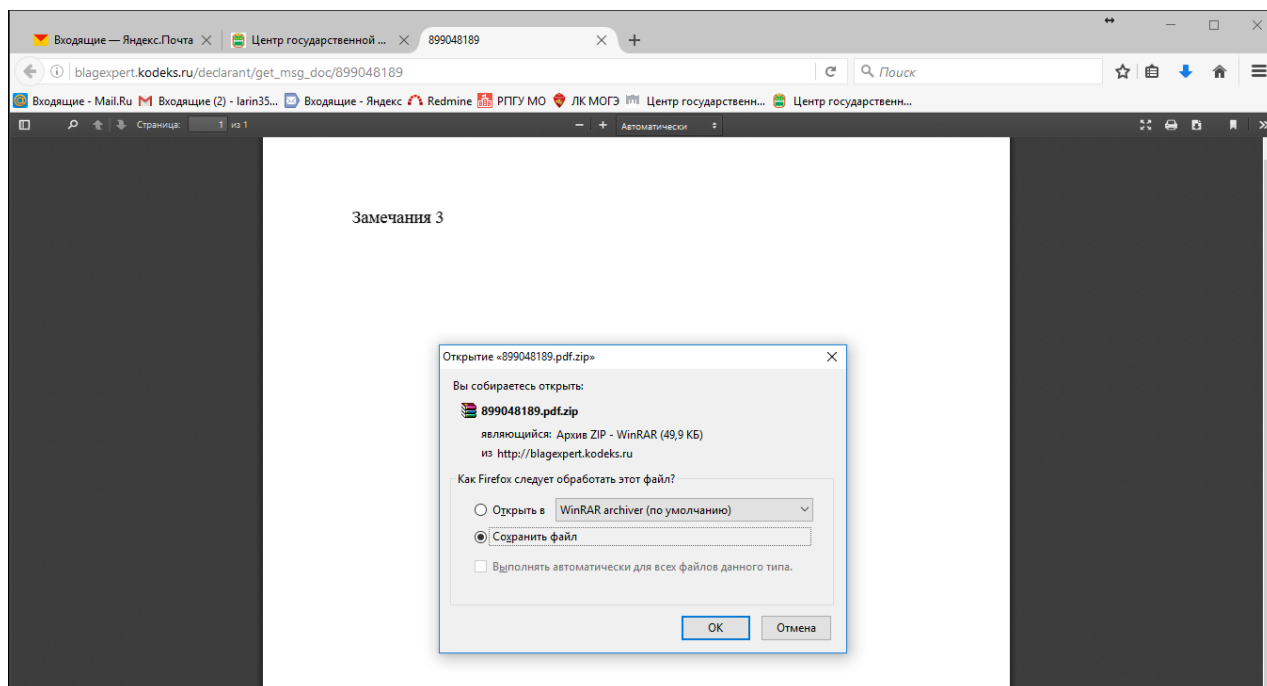 Входящие — Яндекс.Почта
Центр государственной ...
899048189
blagexpert.kodeks.ru/declarant/get_msg_doc/899048189
Поиск
Входящие - Mail.Ru
Входящие (2) - larin35...
Входящие - Яндекс
Redmine
РПГУ МО
ЛК МОГЭ
Центр государственн...
Центр государственн...
Страница: 1 из 1
Автоматически
Замечания 3
Открытие «899048189.pdf.zip»
Вы собираетесь открыть:
899048189.pdf.zip
являющийся: Архив ZIP - WinRAR (49,9 КБ)
из http://blagexpert.kodeks.ru
Как Firefox следует обработать этот файл?
Открыть в WinRAR archiver (по умолчанию)
Сохранить файл
Выполнять автоматически для всех файлов данного типа.
OK
Отмена